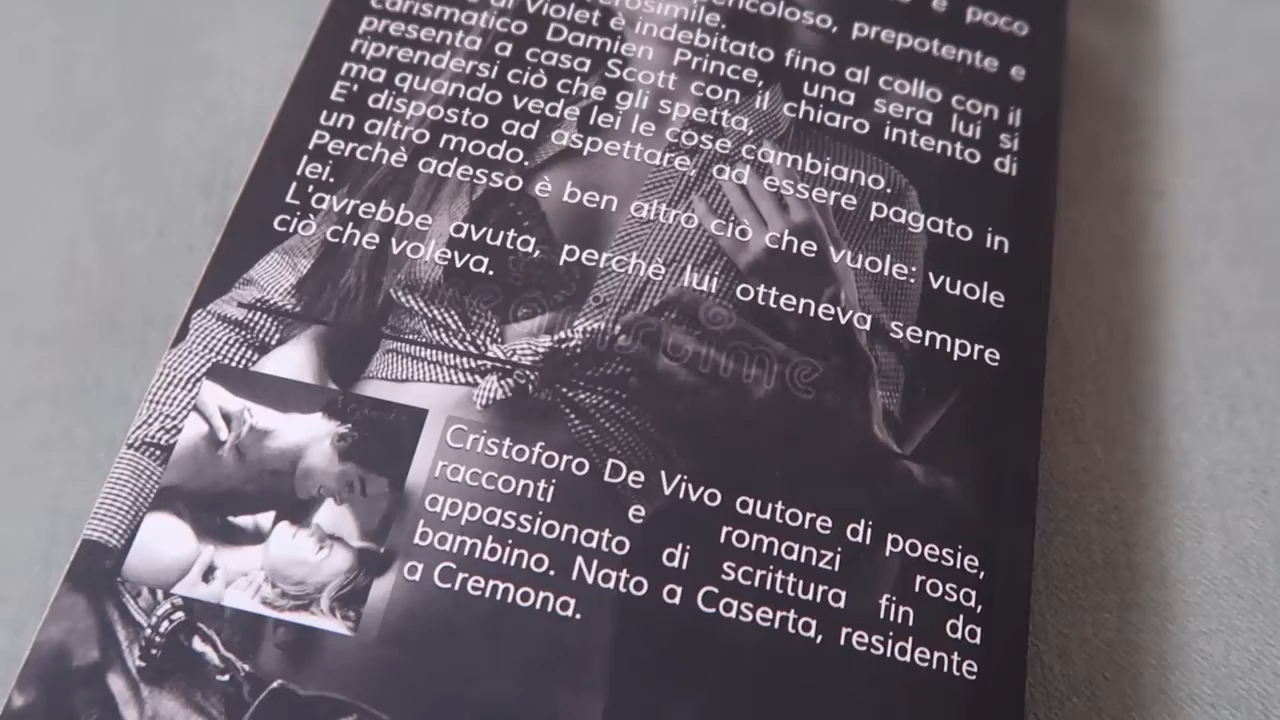 è poco
prepotente e
di Violet è indebitato fino al collo con il
carismatico Damien Prince, una sera lui si
presenta a casa Scott con il chiaro intento di
riprendersi ciò che gli spetta,
ma quando vede lei le cose cambiano.
E' disposto ad aspettare, ad essere pagato in
un altro modo.
Perchè adesso è ben altro ciò che vuole: vuole
lei.
L'avrebbe avuta, perchè lui otteneva sempre
ciò che voleva.
Cristoforo De Vivo autore di poesie,
racconti e romanzi rosa,
appassionato di scrittura fin da
bambino. Nato a Caserta, residente
a Cremona.